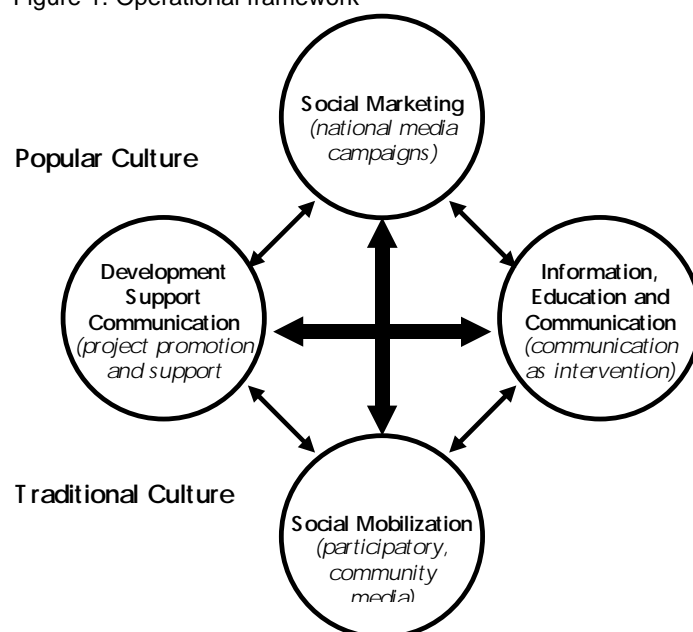 Figure 1: Operational framework
Social Marketing
(national media
campaigns)
Popular Culture
Development
Support
Communication
(project promotion
and support
Information,
Education and
Communication
(communication
as intervention)
Traditional Culture
Social Mobilization
(participatory,
community
media)